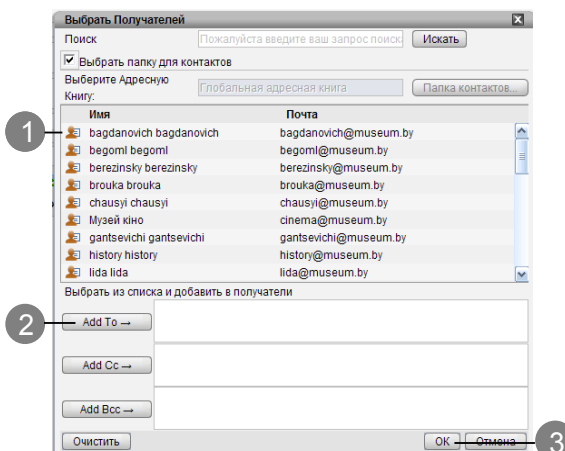 Выбрать Получателей
Поиск Пожалуйста введите ваш запрос поиск Искать
Выбрать папку для контактов
Выберите Адресную
Книгу: Глобальная адресная книга Папка контактов...
Имя Почта
1 bagdanovich bagdanovich bagdanovich@museum.by
begoml begoml begoml@museum.by
berezinsky berezinsky berezinsky@museum.by
brouka brouka brouka@museum.by
chausyi chausyi chausyi@museum.by
Музей кіно cinema@museum.by
gantsevichi gantsevichi gantsevichi@museum.by
history history history@museum.by
lida lida lida@museum.by
Выбрать из списка и добавить в получатели
2 Add To →
Add Cc →
Add Bcc →
Очистить ОК Отмена 3